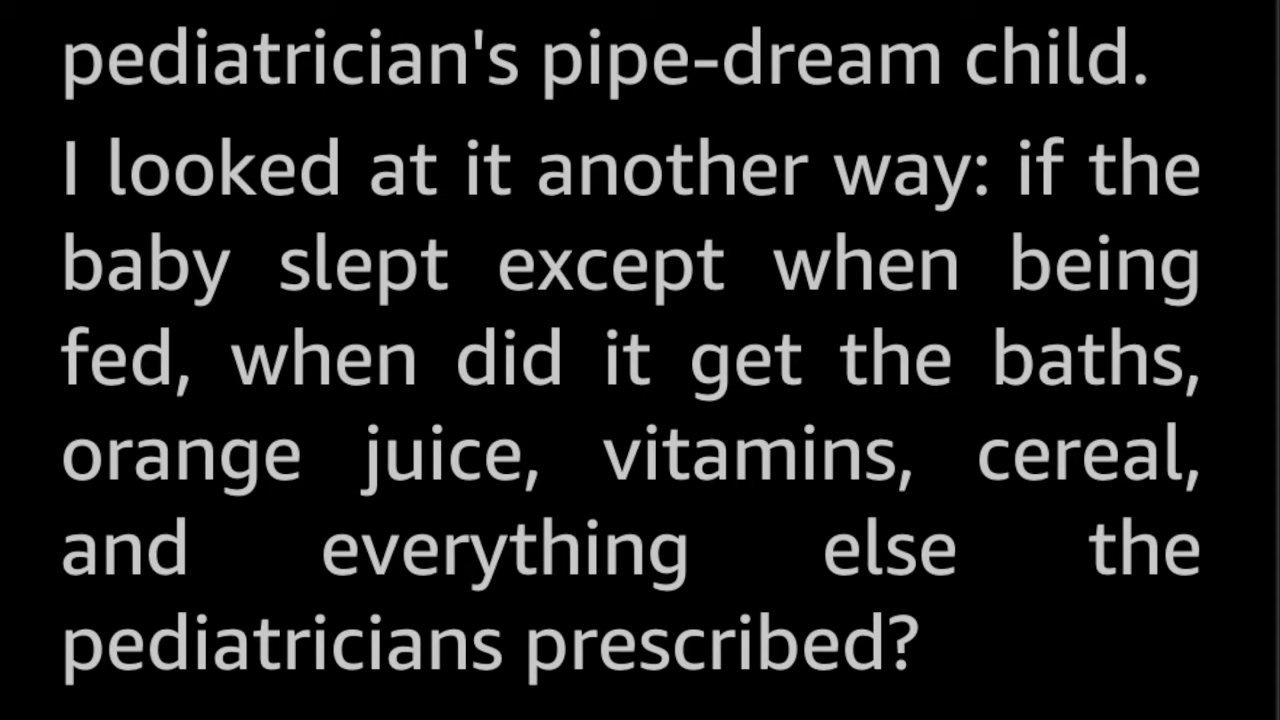 pediatrician's pipe-dream child.
I looked at it another way: if the
baby slept except when being
fed, when did it get the baths,
orange juice, vitamins, cereal,
and everything else the
pediatricians prescribed?